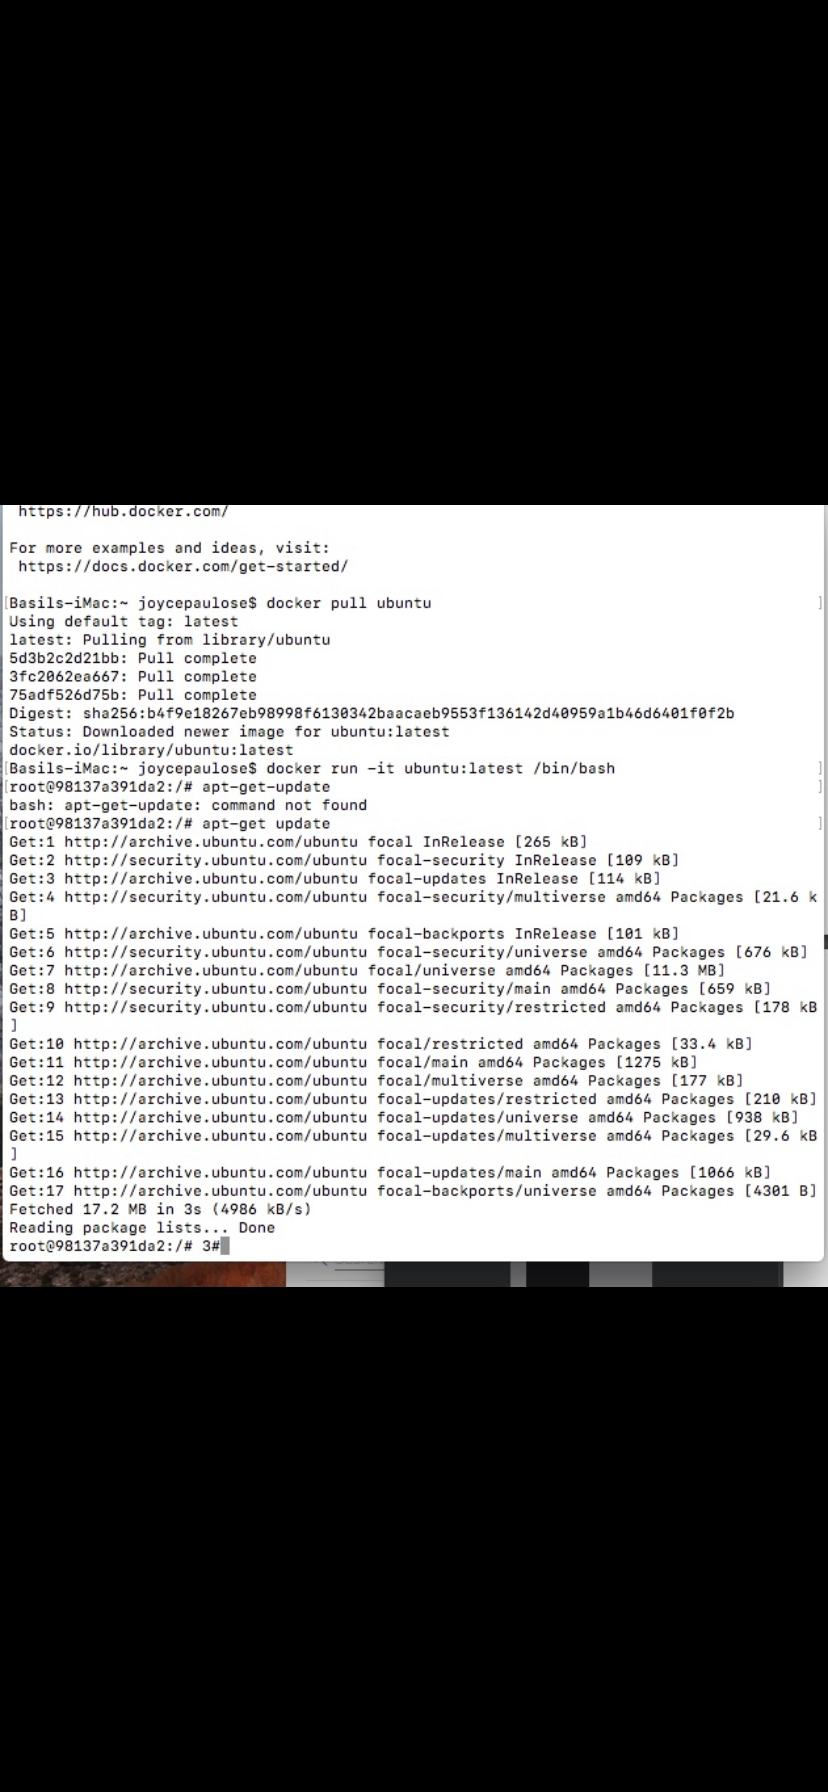 https://hub.docker.com/
For more examples and ideas, visit:
https://docs.docker.com/get-started/
[Basils-iMac:~ joycepaulose$ docker pull ubuntu ]
Using default tag: latest
latest: Pulling from library/ubuntu
5d3b2c2d21bb: Pull complete
3fc2062ea667: Pull complete
75adf526d75b: Pull complete
Digest: sha256:b4f9e18267eb98998f6130342baacaeb9553f136142d40959a1b46d6401f0f2b
Status: Downloaded newer image for ubuntu:latest
docker.io/library/ubuntu:latest
[Basils-iMac:~ joycepaulose$ docker run -it ubuntu:latest /bin/bash ]
[root@98137a391da2:/# apt-get-update ]
bash: apt-get-update: command not found
[root@98137a391da2:/# apt-get update ]
Get:1 http://archive.ubuntu.com/ubuntu focal InRelease [265 kB]
Get:2 http://security.ubuntu.com/ubuntu focal-security InRelease [109 kB]
Get:3 http://archive.ubuntu.com/ubuntu focal-updates InRelease [114 kB]
Get:4 http://security.ubuntu.com/ubuntu focal-security/multiverse amd64 Packages [21.6 k
B]
Get:5 http://archive.ubuntu.com/ubuntu focal-backports InRelease [101 kB]
Get:6 http://security.ubuntu.com/ubuntu focal-security/universe amd64 Packages [676 kB]
Get:7 http://archive.ubuntu.com/ubuntu focal/universe amd64 Packages [11.3 MB]
Get:8 http://security.ubuntu.com/ubuntu focal-security/main amd64 Packages [659 kB]
Get:9 http://security.ubuntu.com/ubuntu focal-security/restricted amd64 Packages [178 kB
]
Get:10 http://archive.ubuntu.com/ubuntu focal/restricted amd64 Packages [33.4 kB]
Get:11 http://archive.ubuntu.com/ubuntu focal/main amd64 Packages [1275 kB]
Get:12 http://archive.ubuntu.com/ubuntu focal/multiverse amd64 Packages [177 kB]
Get:13 http://archive.ubuntu.com/ubuntu focal-updates/restricted amd64 Packages [210 kB]
Get:14 http://archive.ubuntu.com/ubuntu focal-updates/universe amd64 Packages [938 kB]
Get:15 http://archive.ubuntu.com/ubuntu focal-updates/multiverse amd64 Packages [29.6 kB
]
Get:16 http://archive.ubuntu.com/ubuntu focal-updates/main amd64 Packages [1066 kB]
Get:17 http://archive.ubuntu.com/ubuntu focal-backports/universe amd64 Packages [4301 B]
Fetched 17.2 MB in 3s (4986 kB/s)
Reading package lists... Done
root@98137a391da2:/# 3#